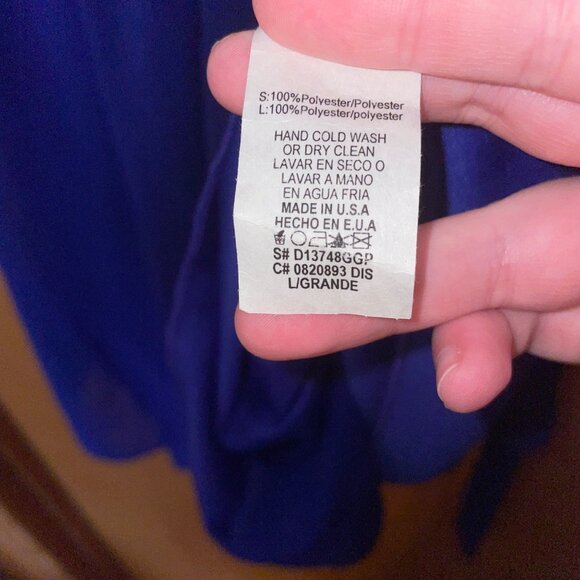 S:100%Polyester/Polyester
L:100%Polyester/polyester
HAND COLD WASH
OR DRY CLEAN
LAVAR EN SECO O
LAVAR A MANO
EN AGUA FRIA
MADE IN U.S.A
HECHO EN E.U.A
S# D13748GGP
C# 0820893 DIS
L/GRANDE